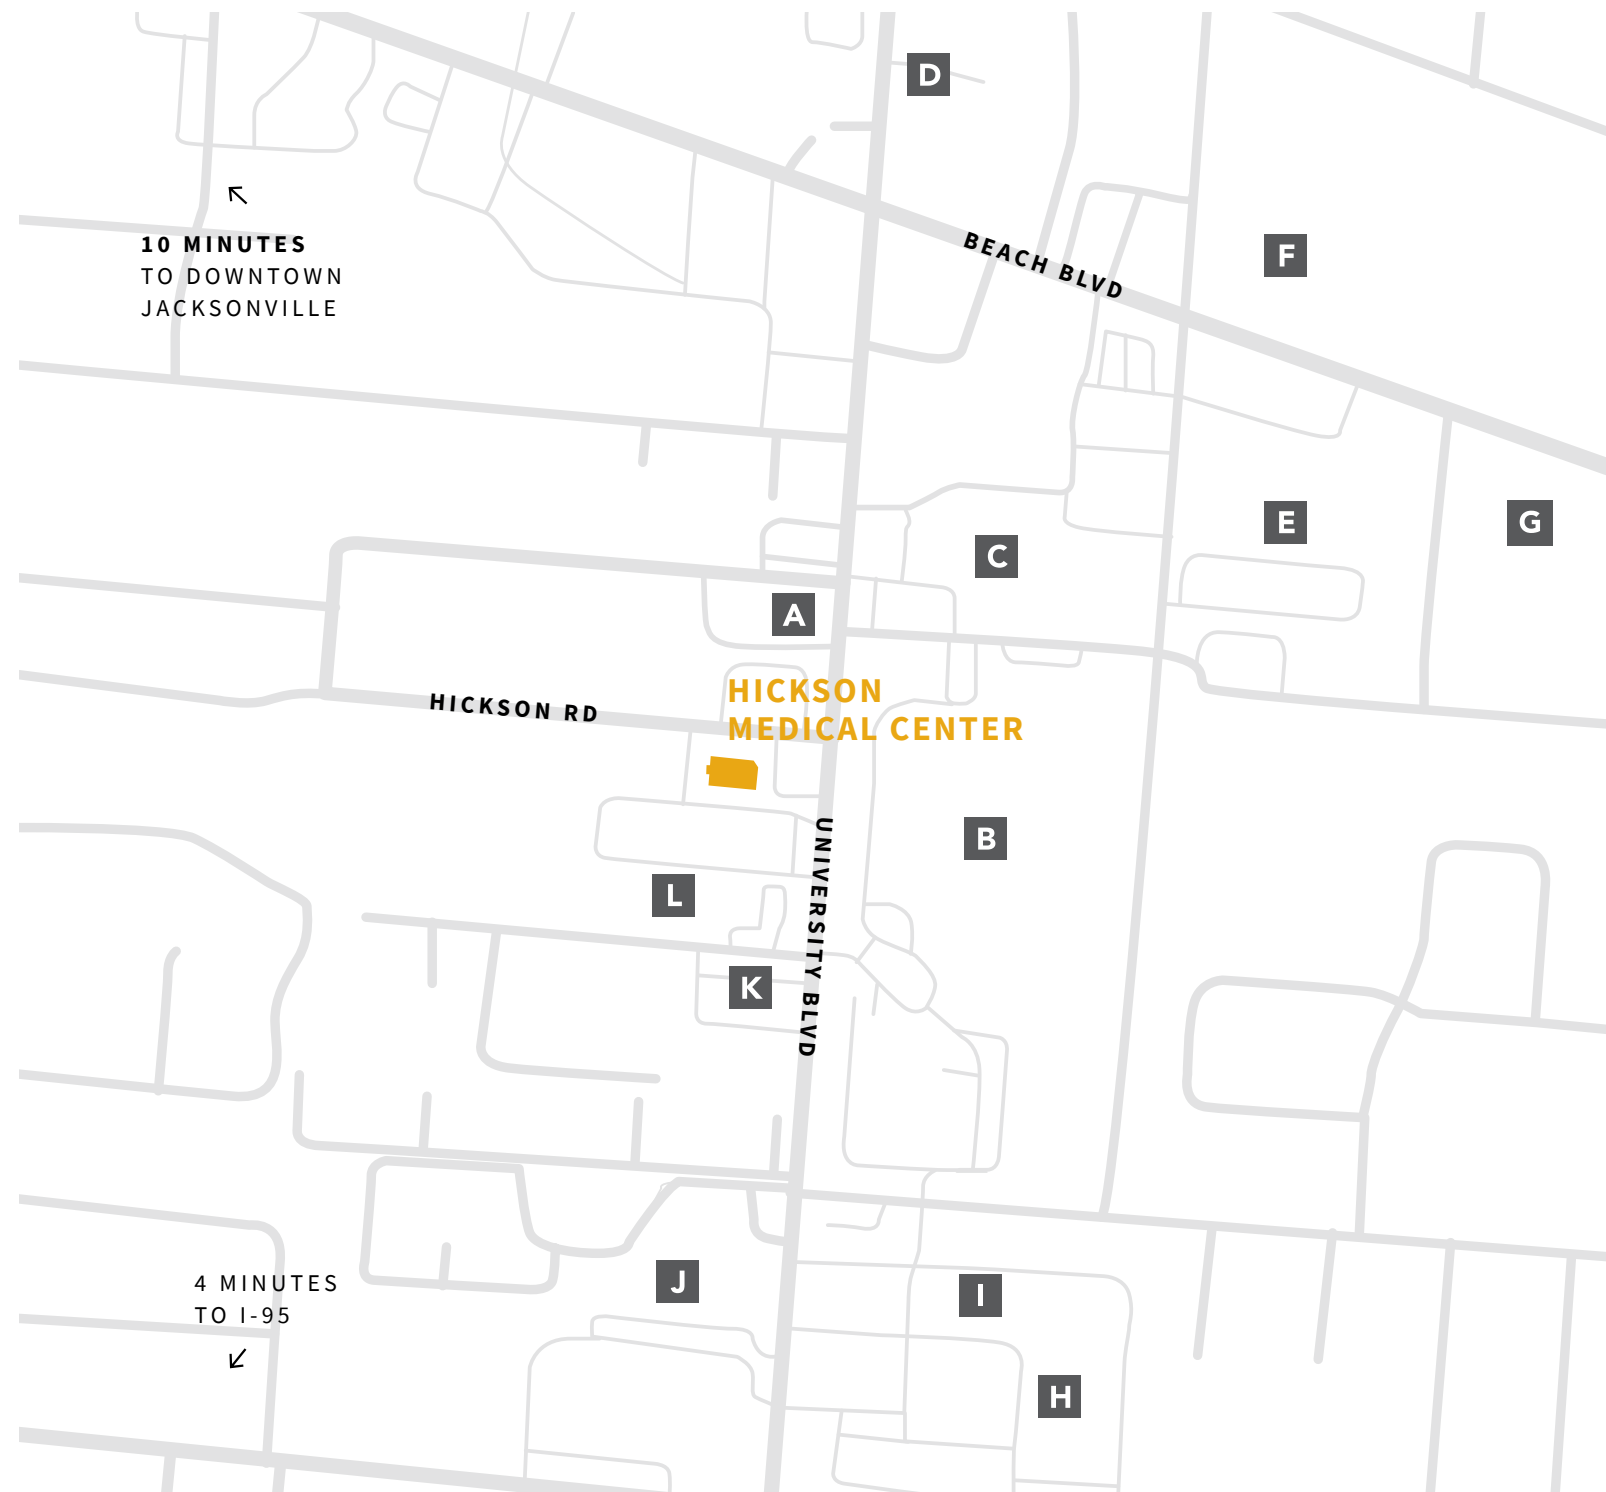 D
BEACH BLVD
10 MINUTES
TO DOWNTOWN
JACKSONVILLE
F
E
G
C
A
HICKSON RD
HICKSON
MEDICAL CENTER
B
UNIVERSITY BLVD
L
K
J
I
4 MINUTES
TO I-95
H